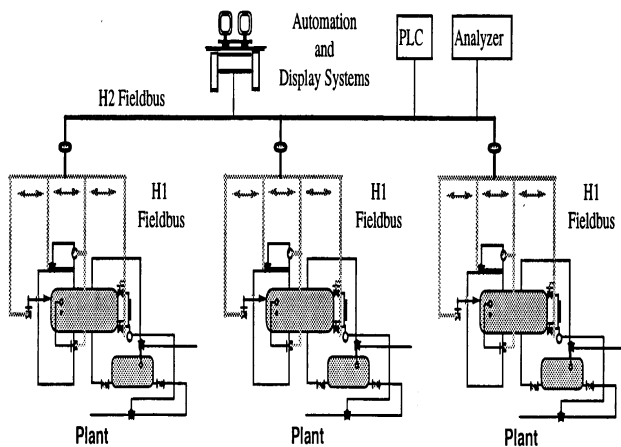 Automation
and
Display Systems
PLC
Analyzer
H2 Fieldbus
H1
Fieldbus
H1
Fieldbus
H1
Fieldbus
Plant
Plant
Plant